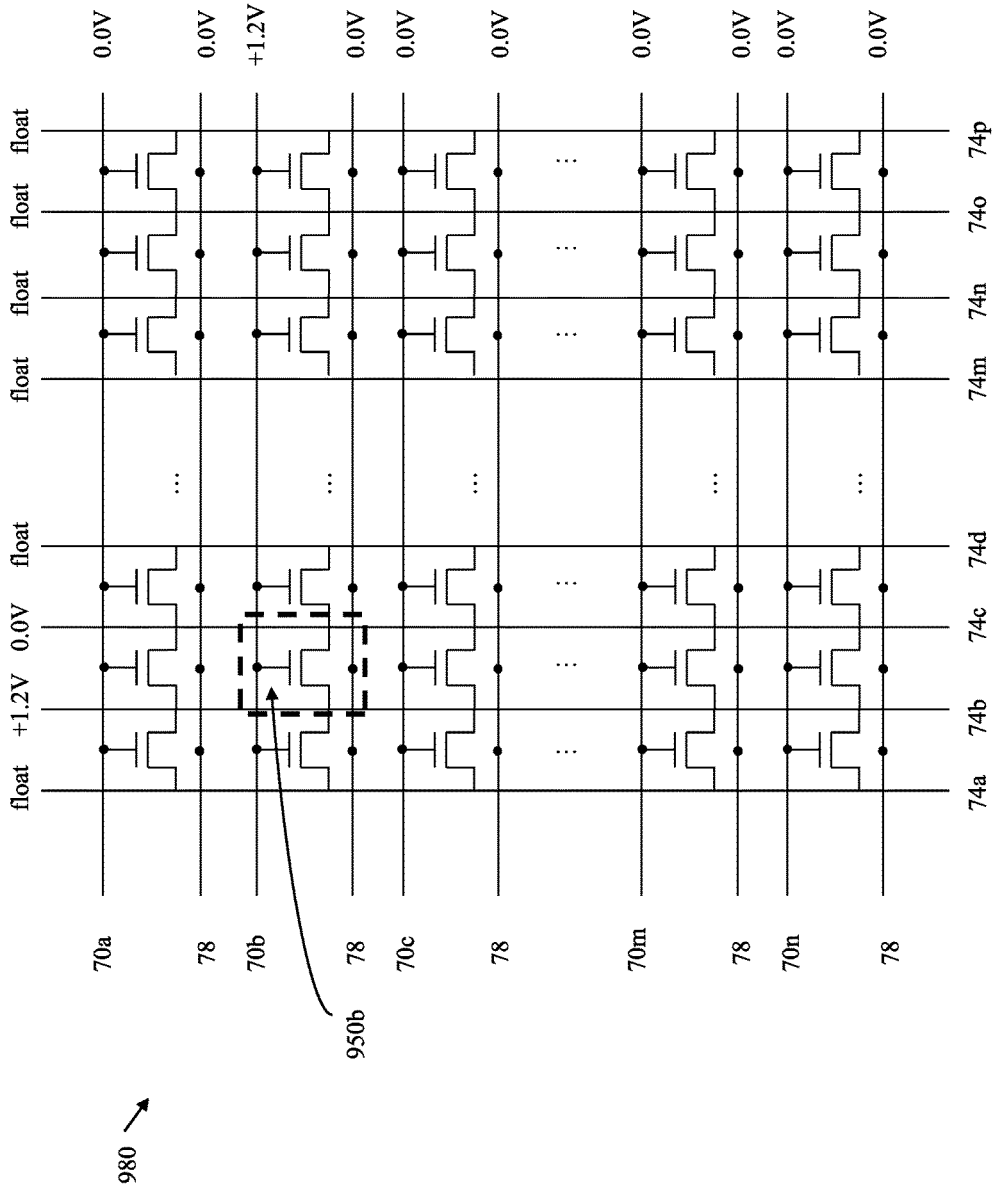 float +1.2V 0.0V float float float float float
70a 0.0V
78 0.0V
70b +1.2V
78 0.0V
70c 0.0V
78 0.0V
70m 0.0V
78 0.0V
70n 0.0V
78 0.0V
... ...
... ...
... ...
... ...
... ...
... ... ... ... ... ...
74a 74b 74c 74d 74m 74n 74o 74p
950b
980